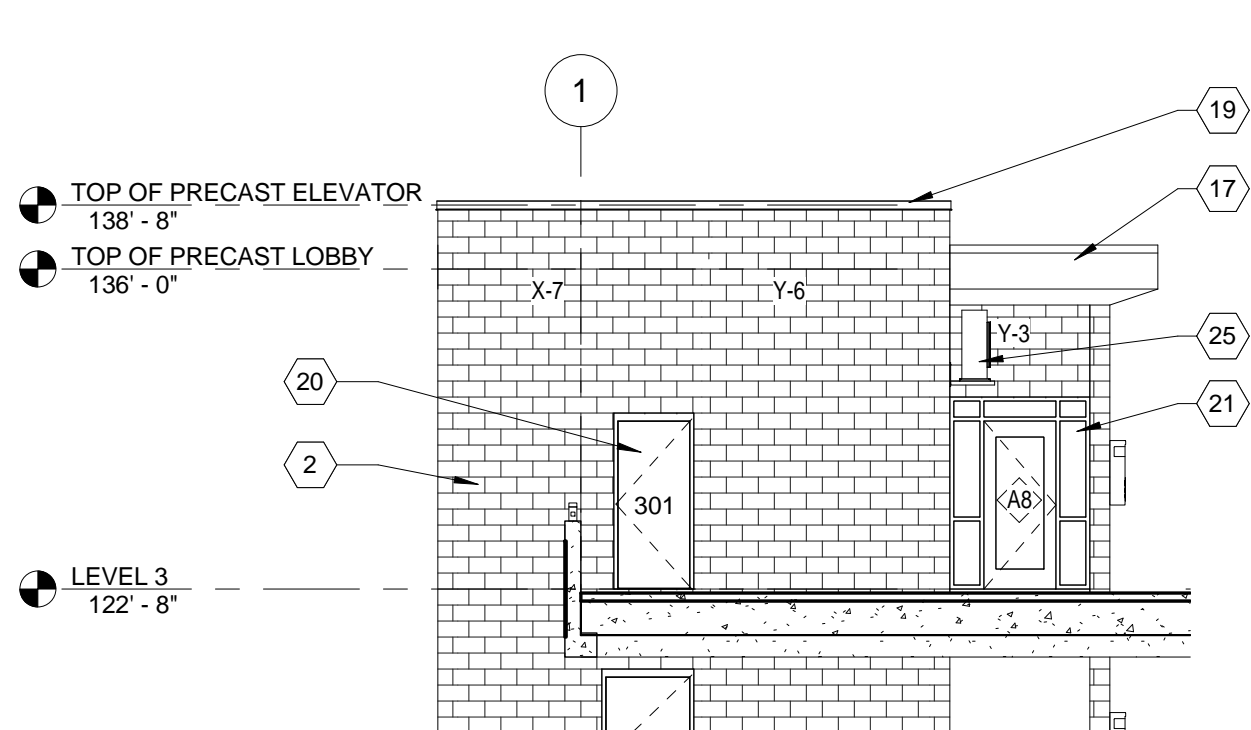 1
19
TOP OF PRECAST ELEVATOR
138' - 8"
17
TOP OF PRECAST LOBBY
136' - 0"
X-7
Y-6
Y-3
25
20
21
2
A8
301
LEVEL 3
122' - 8"